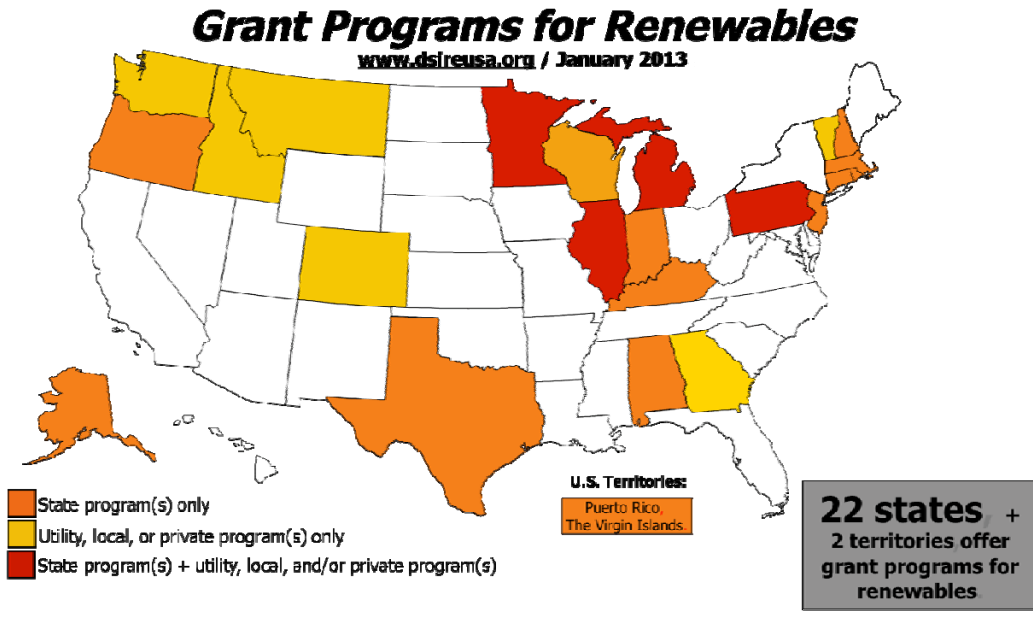 Grant Programs for Renewables
www.dsireusa.org / January 2013
U.S. Territories:
Puerto Rico,
The Virgin Islands.
State program(s) only
Utility, local, or private program(s) only
State program(s) + utility, local, and/or private program(s)
22 states, +
2 territories, offer
grant programs for
renewables.